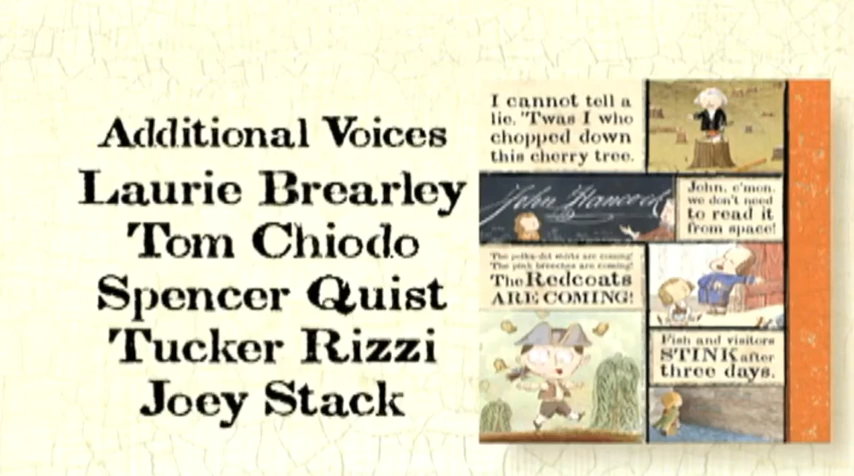 Additional Voices
Laurie Brearley
Tom Chiodo
Spencer Quist
Tucker Rizzi
Joey Stack
I cannot tell a
lie. 'Twas I who
chopped down
this cherry tree.
John Hancock
John, c'mon,
we don't need
to read it
from space!
The polka-dot shirts are coming!
The pink breeches are coming!
The Redcoats
ARE COMING!
Fish and visitors
STINK after
three days.